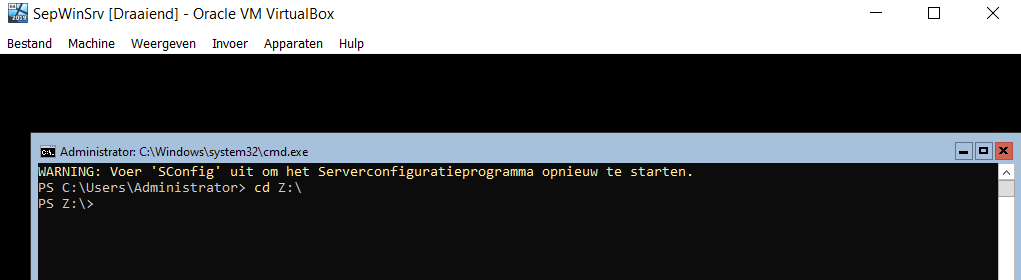 2019
SepWinSrv [Draaiend] - Oracle VM VirtualBox
Bestand Machine Weergeven Invoer Apparaten Hulp
Administrator: C:\Windows\system32\cmd.exe
WARNING: Voer 'SConfig' uit om het Serverconfiguratieprogramma opnieuw te starten.
PS C:\Users\Administrator> cd Z:\
PS Z:\>